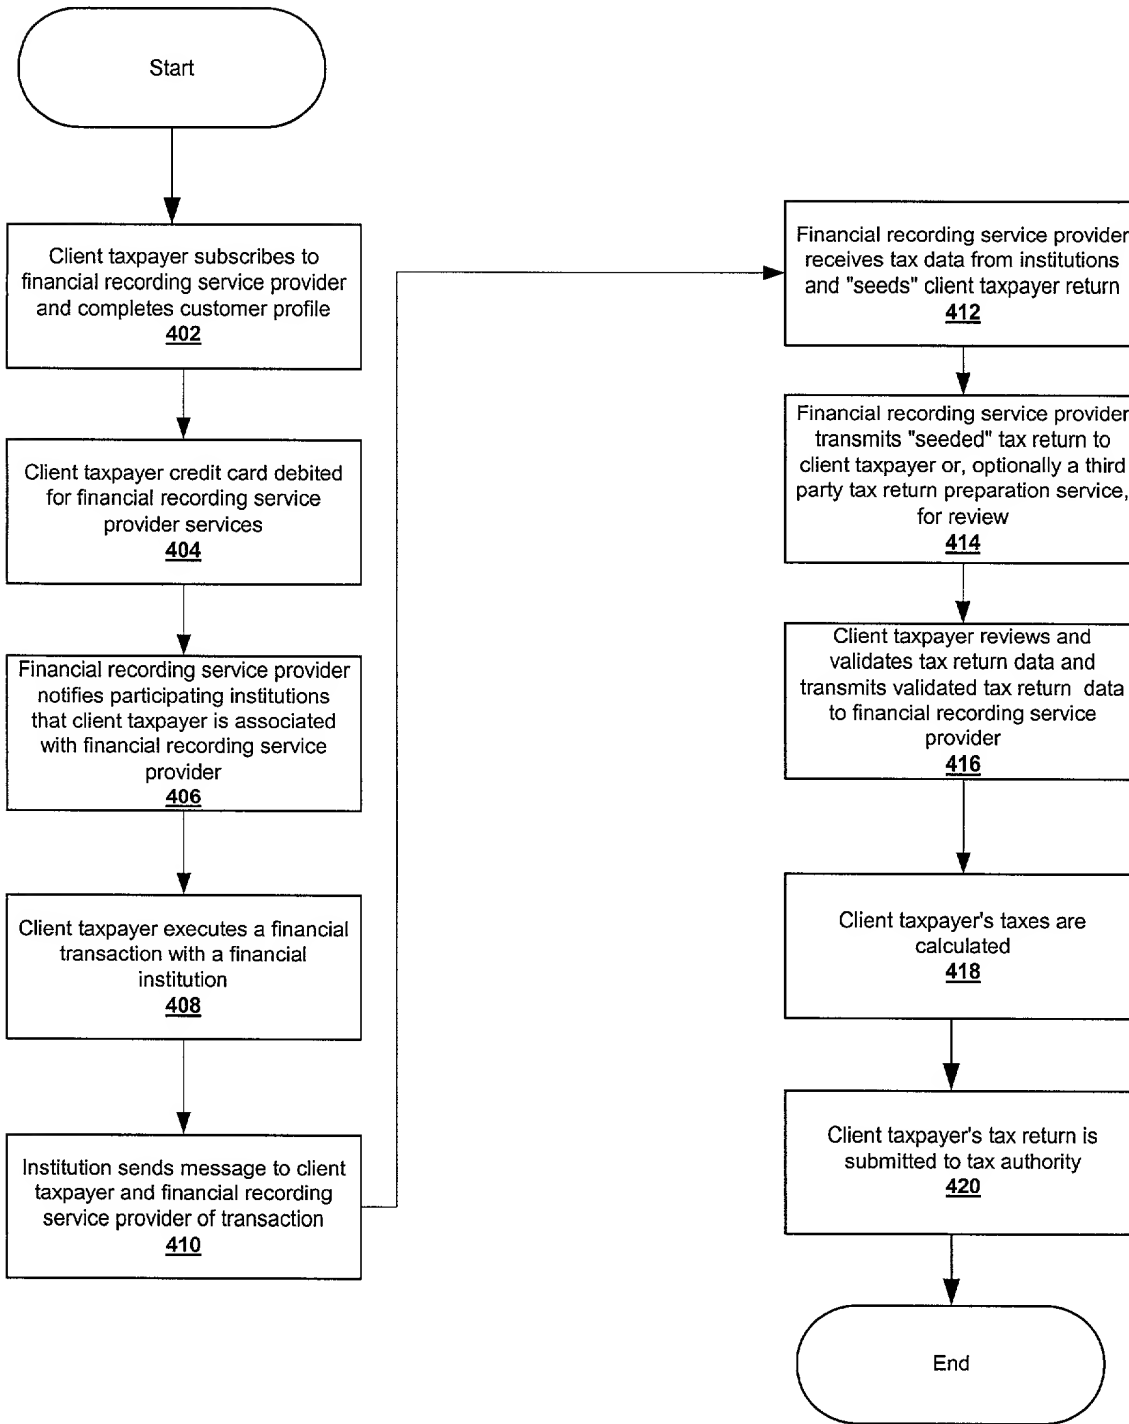 Start
Client taxpayer subscribes to
financial recording service provider
and completes customer profile
402
Client taxpayer credit card debited
for financial recording service
provider services
404
Financial recording service provider
notifies participating institutions
that client taxpayer is associated
with financial recording service
provider
406
Client taxpayer executes a financial
transaction with a financial
institution
408
Institution sends message to client
taxpayer and financial recording
service provider of transaction
410
Financial recording service provider
receives tax data from institutions
and "seeds" client taxpayer return
412
Financial recording service provider
transmits "seeded" tax return to
client taxpayer or, optionally a third
party tax return preparation service,
for review
414
Client taxpayer reviews and
validates tax return data and
transmits validated tax return data
to financial recording service
provider
416
Client taxpayer's taxes are
calculated
418
Client taxpayer's tax return is
submitted to tax authority
420
End